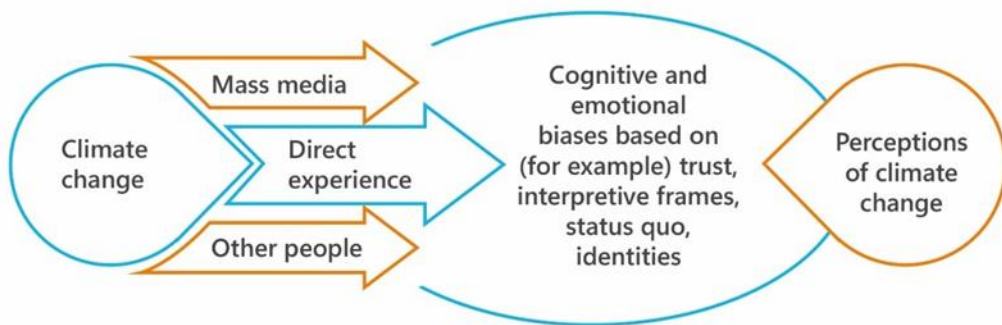 Climate
change
Mass media
Direct
experience
Other people
Cognitive and
emotional
biases based on
(for example) trust,
interpretive frames,
status quo,
identities
Perceptions
of climate
change